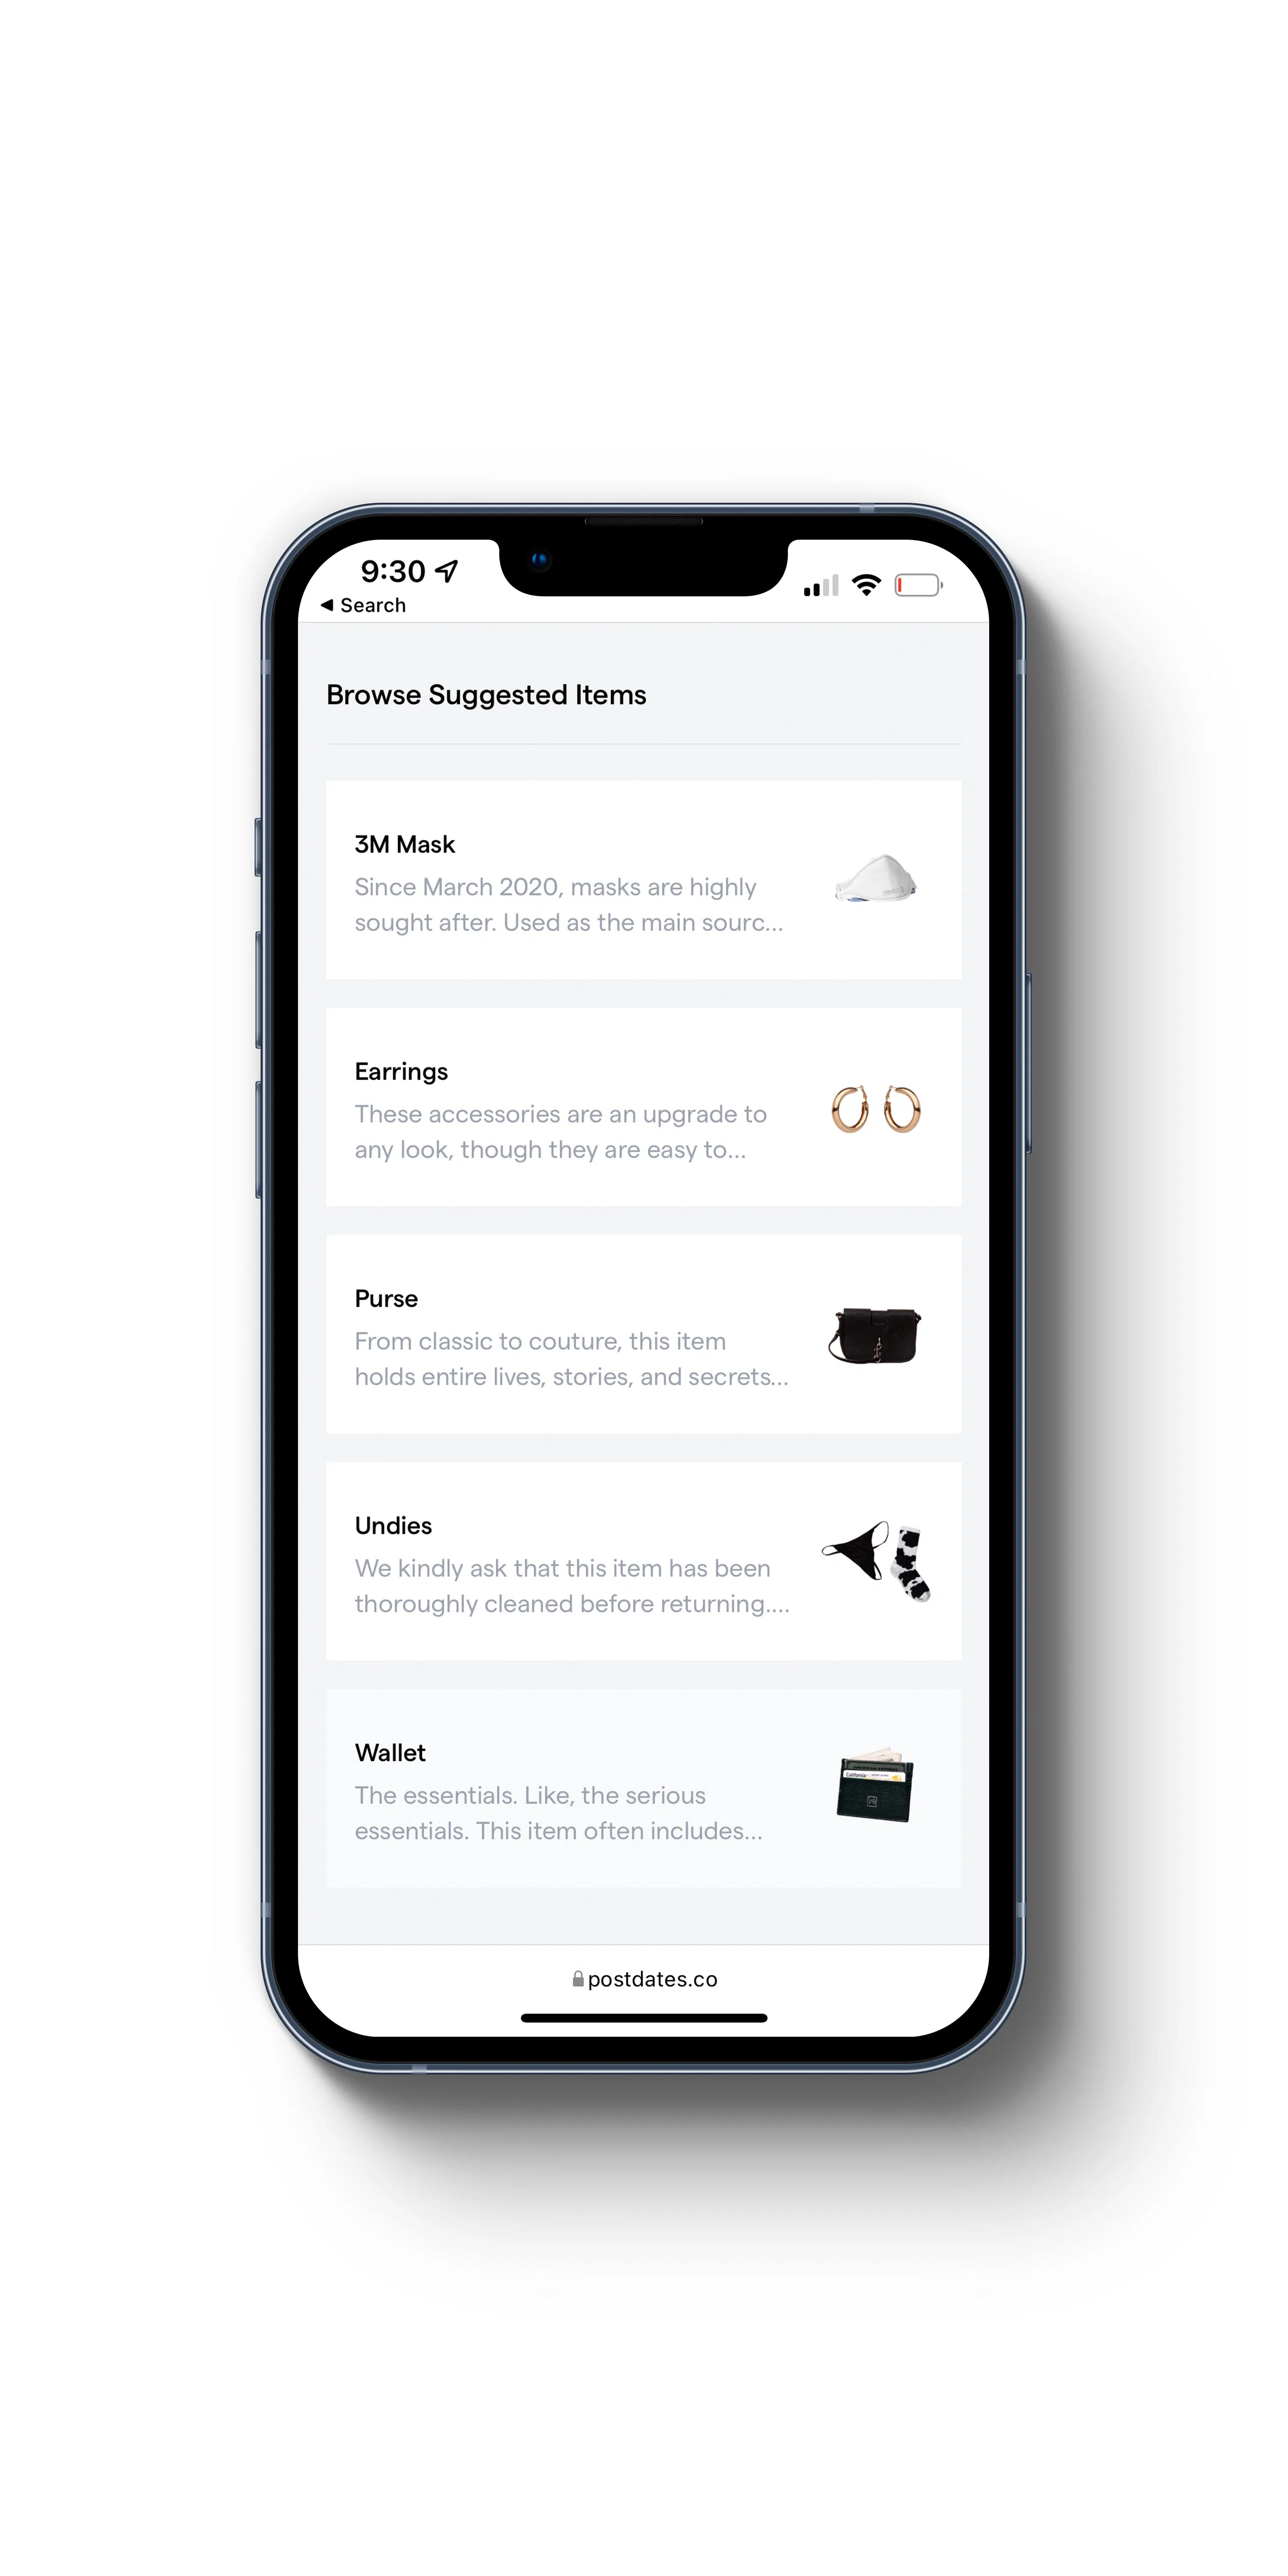 9:30
◀ Search
Browse Suggested Items
3M Mask
Since March 2020, masks are highly
sought after. Used as the main sourc...
Earrings
These accessories are an upgrade to
any look, though they are easy to...
Purse
From classic to couture, this item
holds entire lives, stories, and secrets...
Undies
We kindly ask that this item has been
thoroughly cleaned before returning....
Wallet
California
The essentials. Like, the serious
essentials. This item often includes...
postdates.co